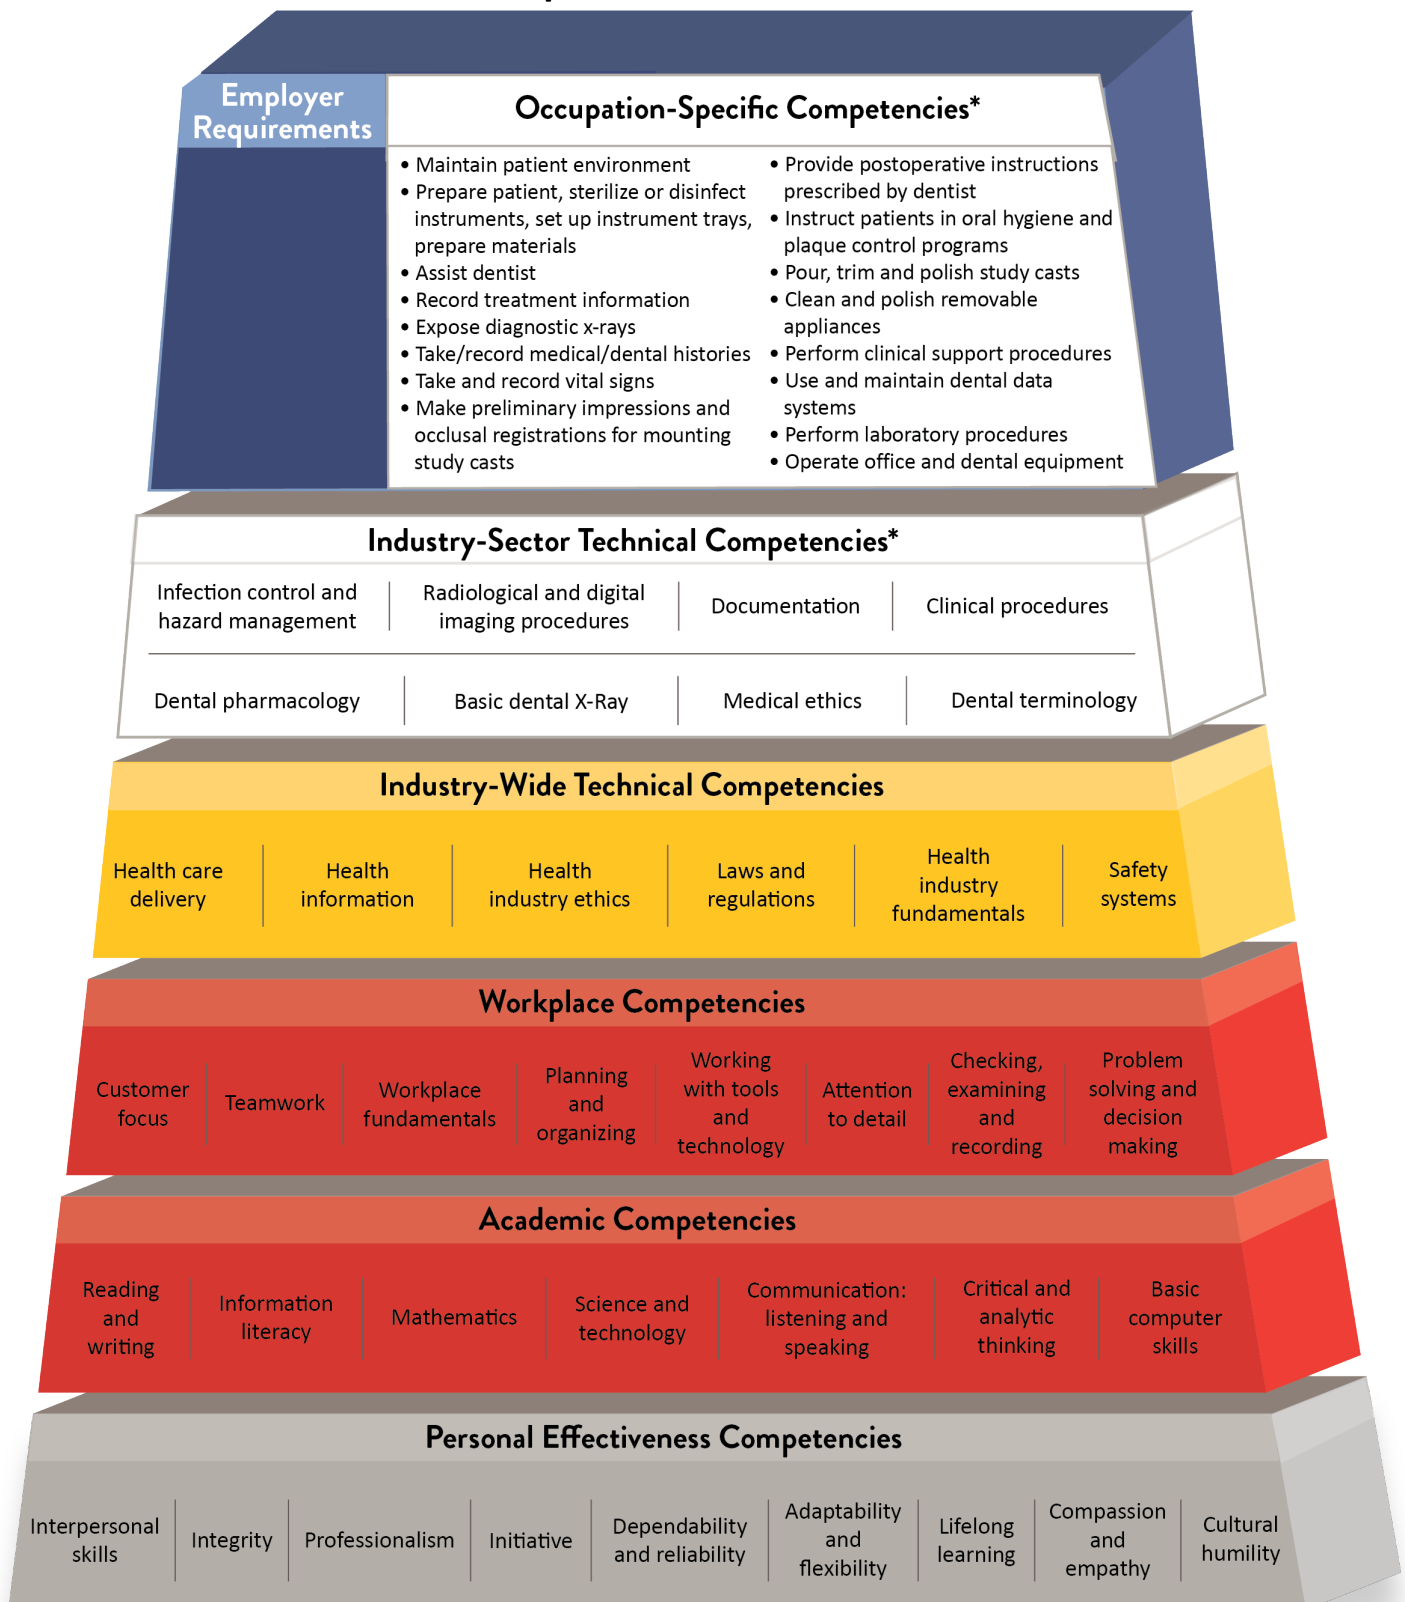 Employer
Requirements
Occupation-Specific Competencies*
• Maintain patient environment
• Prepare patient, sterilize or disinfect
instruments, set up instrument trays,
prepare materials
• Assist dentist
• Record treatment information
• Expose diagnostic x-rays
• Take/record medical/dental histories
• Take and record vital signs
• Make preliminary impressions and
occlusal registrations for mounting
study casts
• Provide postoperative instructions
prescribed by dentist
• Instruct patients in oral hygiene and
plaque control programs
• Pour, trim and polish study casts
• Clean and polish removable
appliances
• Perform clinical support procedures
• Use and maintain dental data
systems
• Perform laboratory procedures
• Operate office and dental equipment
Industry-Sector Technical Competencies*
Infection control and
hazard management
Radiological and digital
imaging procedures
Documentation
Clinical procedures
Dental pharmacology
Basic dental X-Ray
Medical ethics
Dental terminology
Industry-Wide Technical Competencies
Health care
delivery
Health
information
Health
industry ethics
Laws and
regulations
Health
industry
fundamentals
Safety
systems
Workplace Competencies
Customer
focus
Teamwork
Workplace
fundamentals
Planning
and
organizing
Working
with tools
and
technology
Attention
to detail
Checking,
examining
and
recording
Problem
solving and
decision
making
Academic Competencies
Reading
and
writing
Information
literacy
Mathematics
Science and
technology
Communication:
listening and
speaking
Critical and
analytic
thinking
Basic
computer
skills
Personal Effectiveness Competencies
Interpersonal
skills
Integrity
Professionalism
Initiative
Dependability
and reliability
Adaptability
and
flexibility
Lifelong
learning
Compassion
and
empathy
Cultural
humility